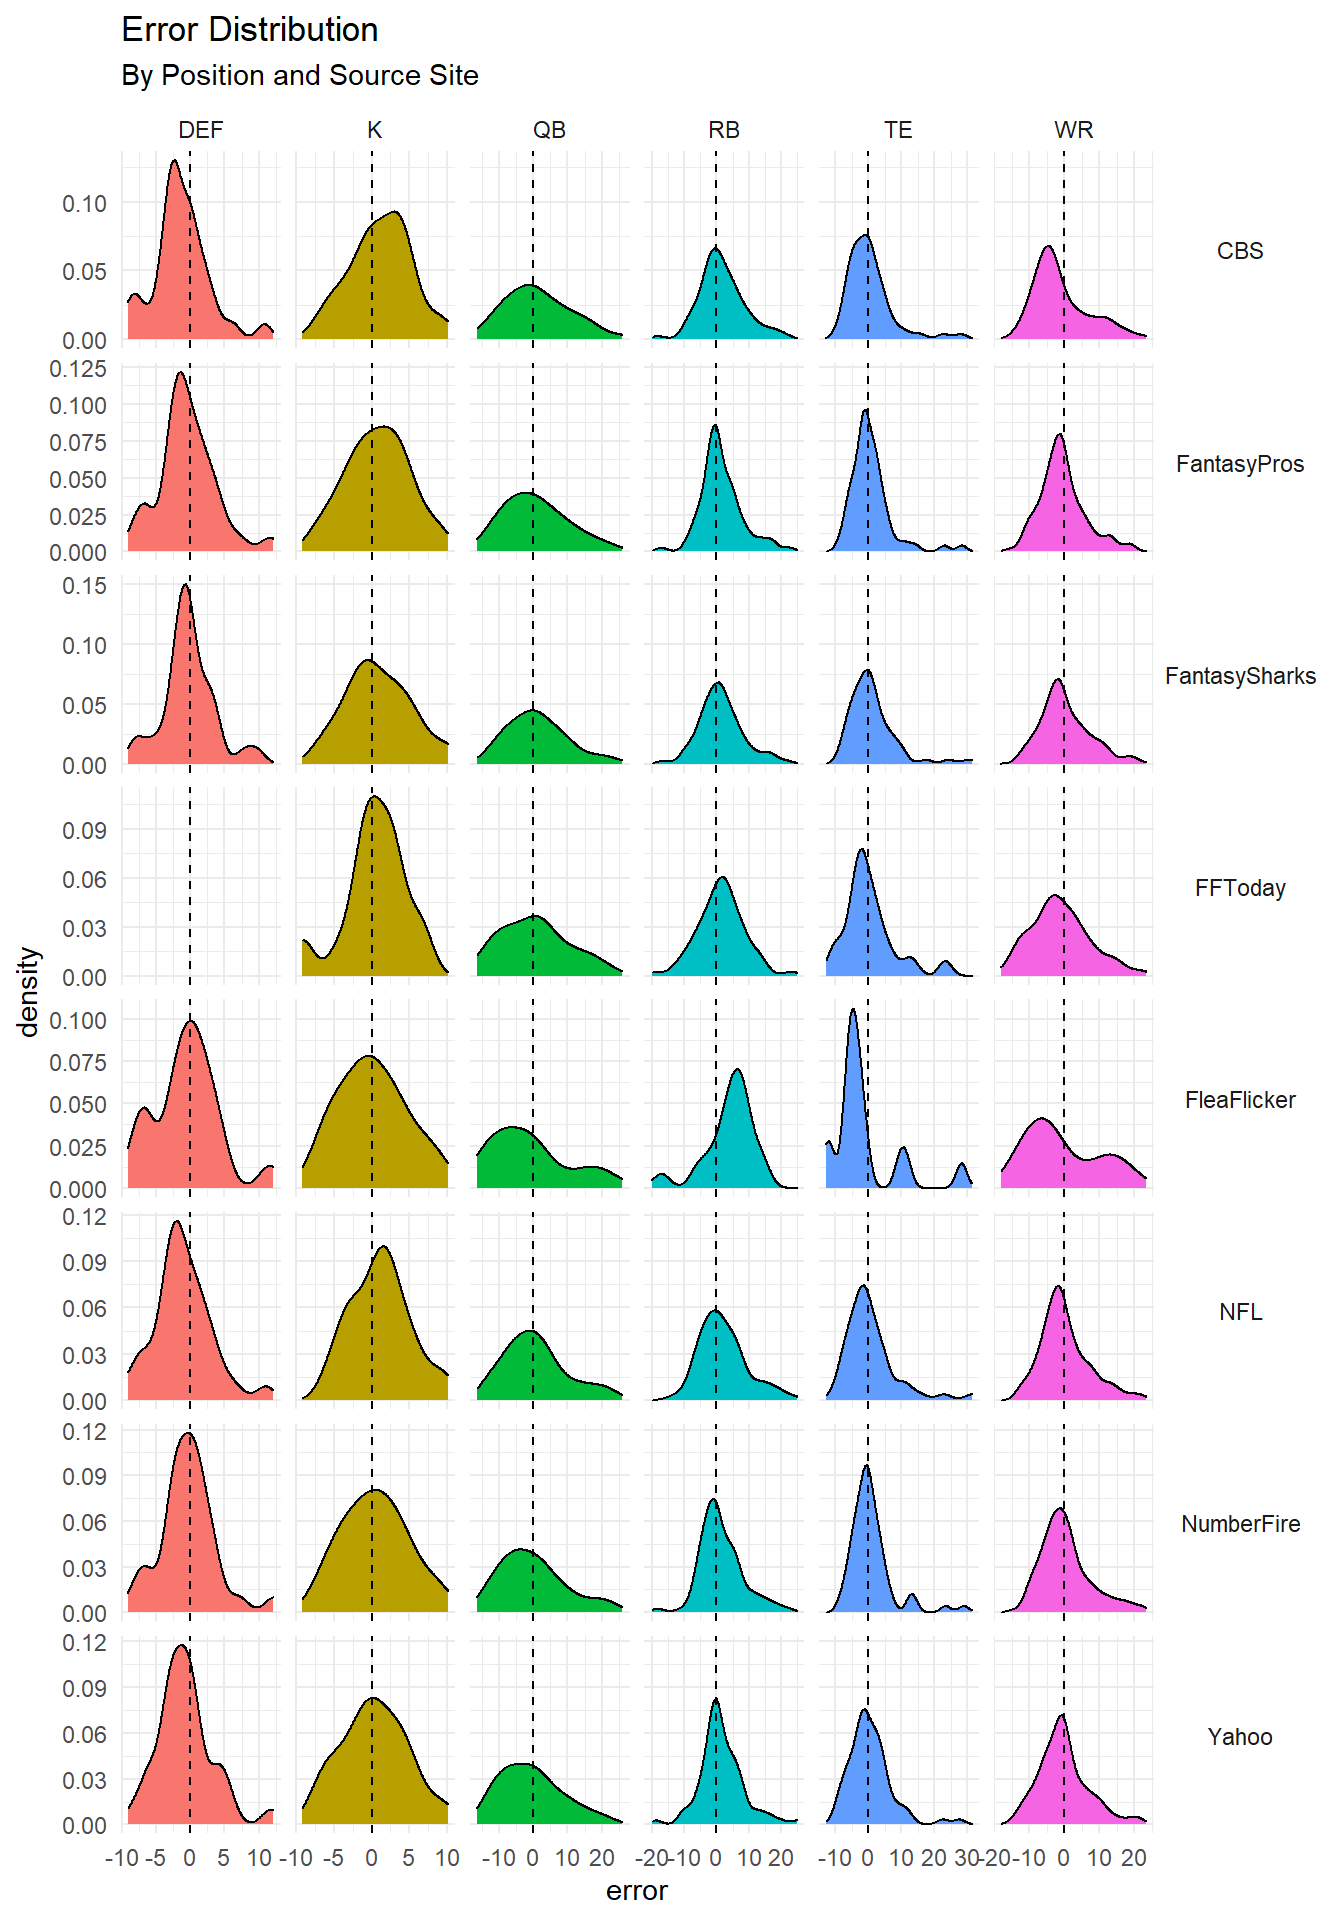 Error Distribution
By Position and Source Site
DEF K QB RB TE WR
0.10
0.05
0.00
CBS
0.125
0.100
0.075
0.050
0.025
0.000
FantasyPros
0.15
0.10
0.05
0.00
FantasySharks
0.09
0.06
0.03
0.00
FFToday
0.100
0.075
0.050
0.025
0.000
FleaFlicker
0.12
0.09
0.06
0.03
0.00
NFL
0.12
0.09
0.06
0.03
0.00
NumberFire
0.12
0.09
0.06
0.03
0.00
Yahoo
density
-10 -5 0 5 10 -10 -5 0 5 10 -10 0 10 20 -20 -10 0 10 20 -10 0 10 20 30 -20 -10 0 10 20
error